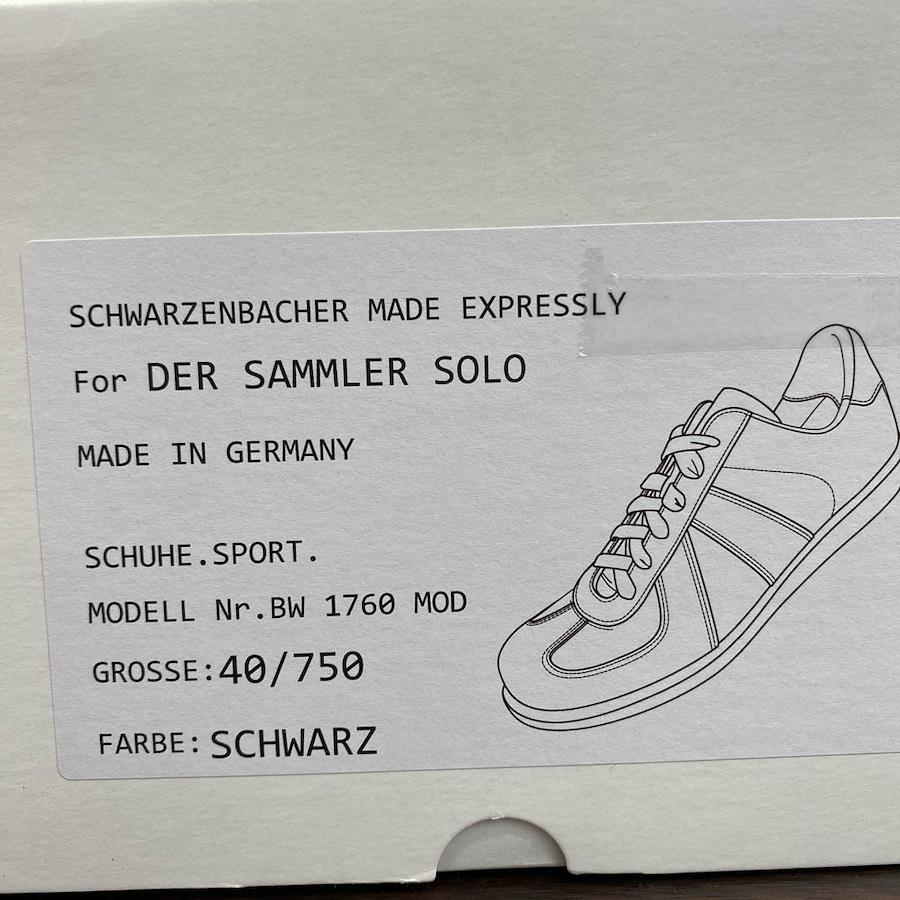 SCHWARZENBACHER MADE EXPRESSLY
For DER SAMMLER SOLO
MADE IN GERMANY
SCHUHE.SPORT.
MODELL Nr.BW 1760 MOD
GROSSE:40/750
FARBE:SCHWARZ